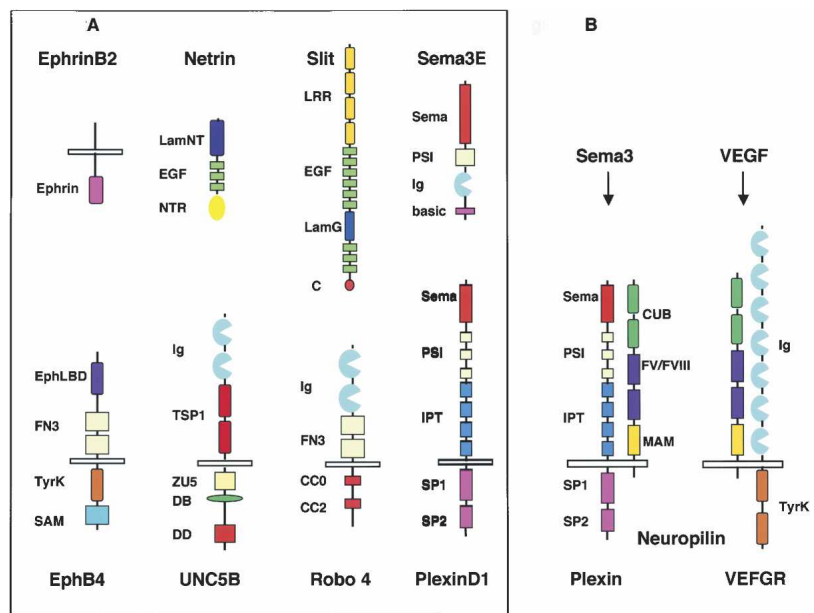 A
EphrinB2
Netrin
Slit
Sema3E
Ephrin
LamNT
EGF
NTR
LRR
EGF
LamG
C
Sema
PSI
Ig
basic
EphLBD
FN3
TyrK
SAM
EphB4
Ig
TSP1
ZU5
DB
DD
UNC5B
Ig
FN3
CC0
CC2
Robo 4
Sema
PSI
IPT
SP1
SP2
PlexinD1
B
Sema3
VEGF
Sema
PSI
IPT
SP1
SP2
CUB
FV/FVIII
MAM
Ig
TyrK
Neuropilin
Plexin
VEFGR